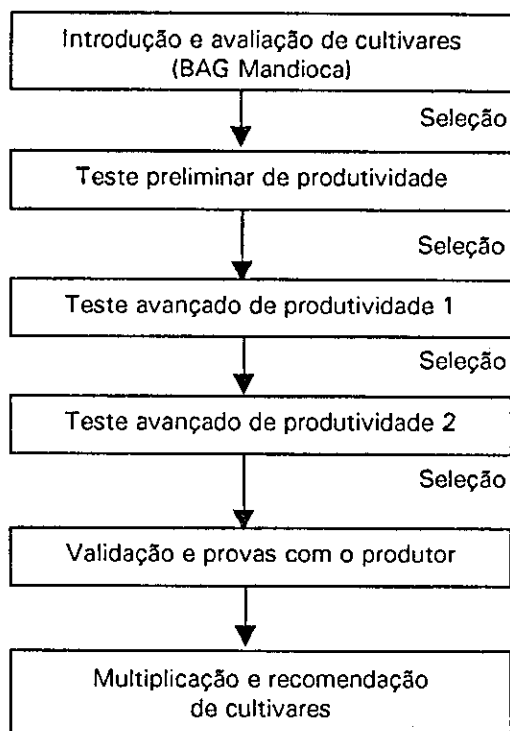 Introdução e avaliação de cultivares
(BAG Mandioca)
Seleção
Teste preliminar de produtividade
Seleção
Teste avançado de produtividade 1
Seleção
Teste avançado de produtividade 2
Seleção
Validação e provas com o produtor
Multiplicação e recomendação
de cultivares